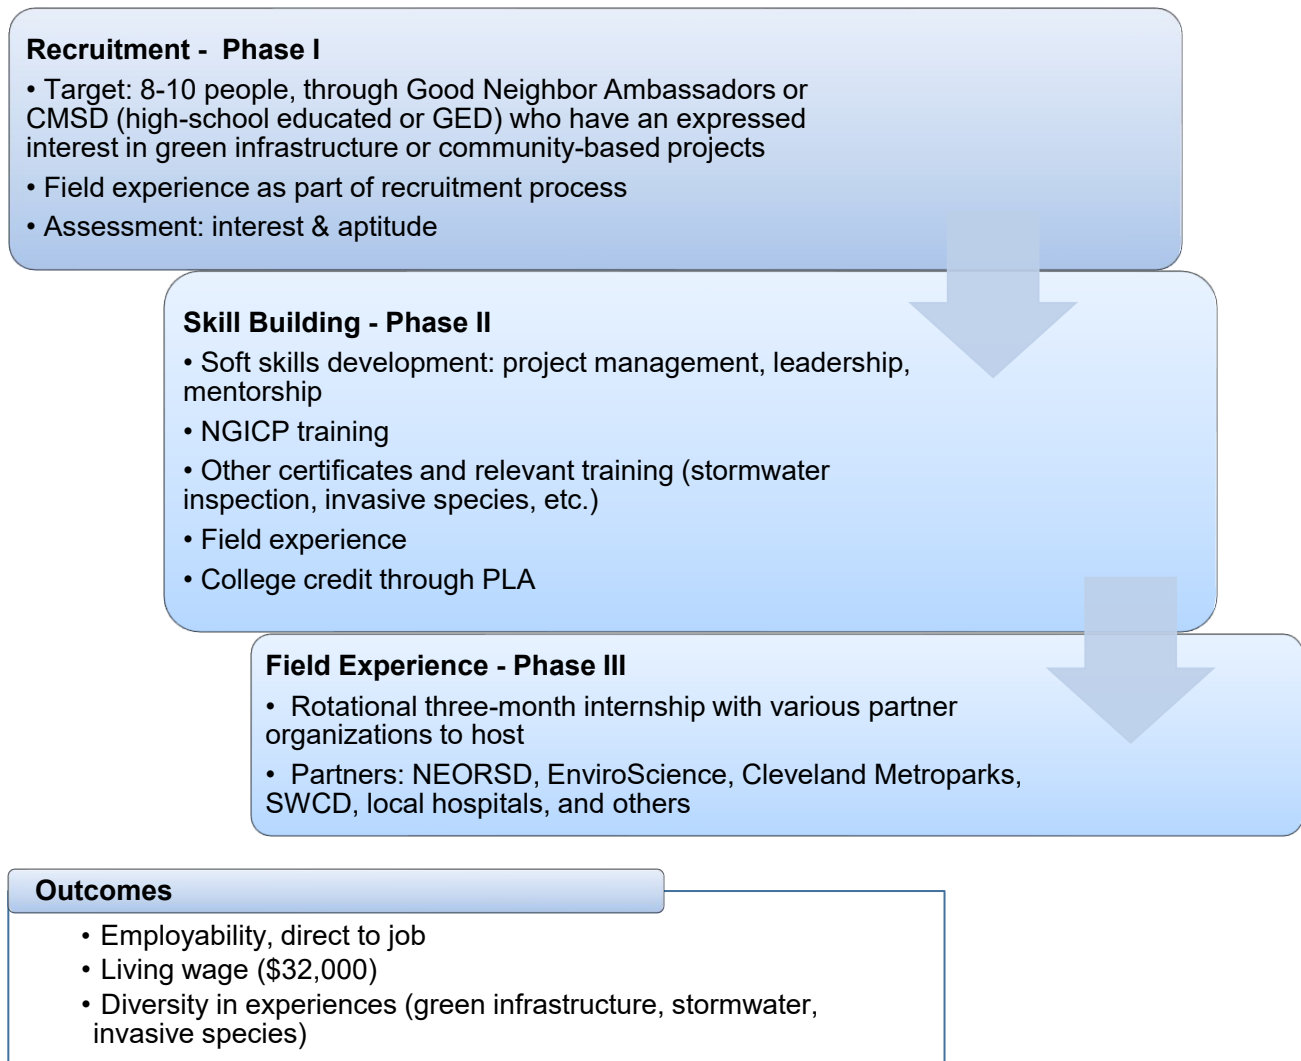 Recruitment -  Phase I
• Target: 8-10 people, through Good Neighbor Ambassadors or
CMSD (high-school educated or GED) who have an expressed
interest in green infrastructure or community-based projects
• Field experience as part of recruitment process
• Assessment: interest & aptitude
Skill Building - Phase II
• Soft skills development: project management, leadership,
mentorship
• NGICP training
• Other certificates and relevant training (stormwater
inspection, invasive species, etc.)
• Field experience
• College credit through PLA
Field Experience - Phase III
•  Rotational three-month internship with various partner
organizations to host
•  Partners: NEORSD, EnviroScience, Cleveland Metroparks,
SWCD, local hospitals, and others
Outcomes
• Employability, direct to job
• Living wage ($32,000)
• Diversity in experiences (green infrastructure, stormwater,
invasive species)